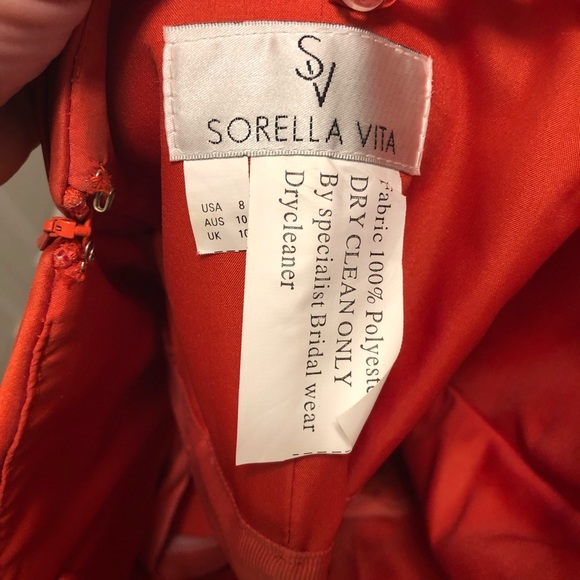 SV
SORELLA VITA
USA 8
AUS 10
UK 10
Fabric 100% Polyeste
DRY CLEAN ONLY
By specialist Bridal wear
Drycleaner